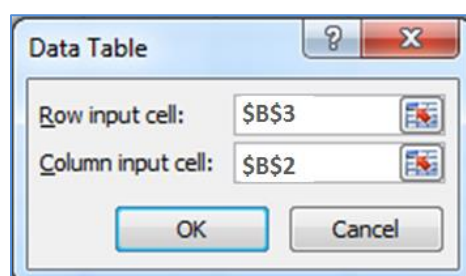 Data Table
?
Row input cell: $B$3
Column input cell: $B$2
OK Cancel